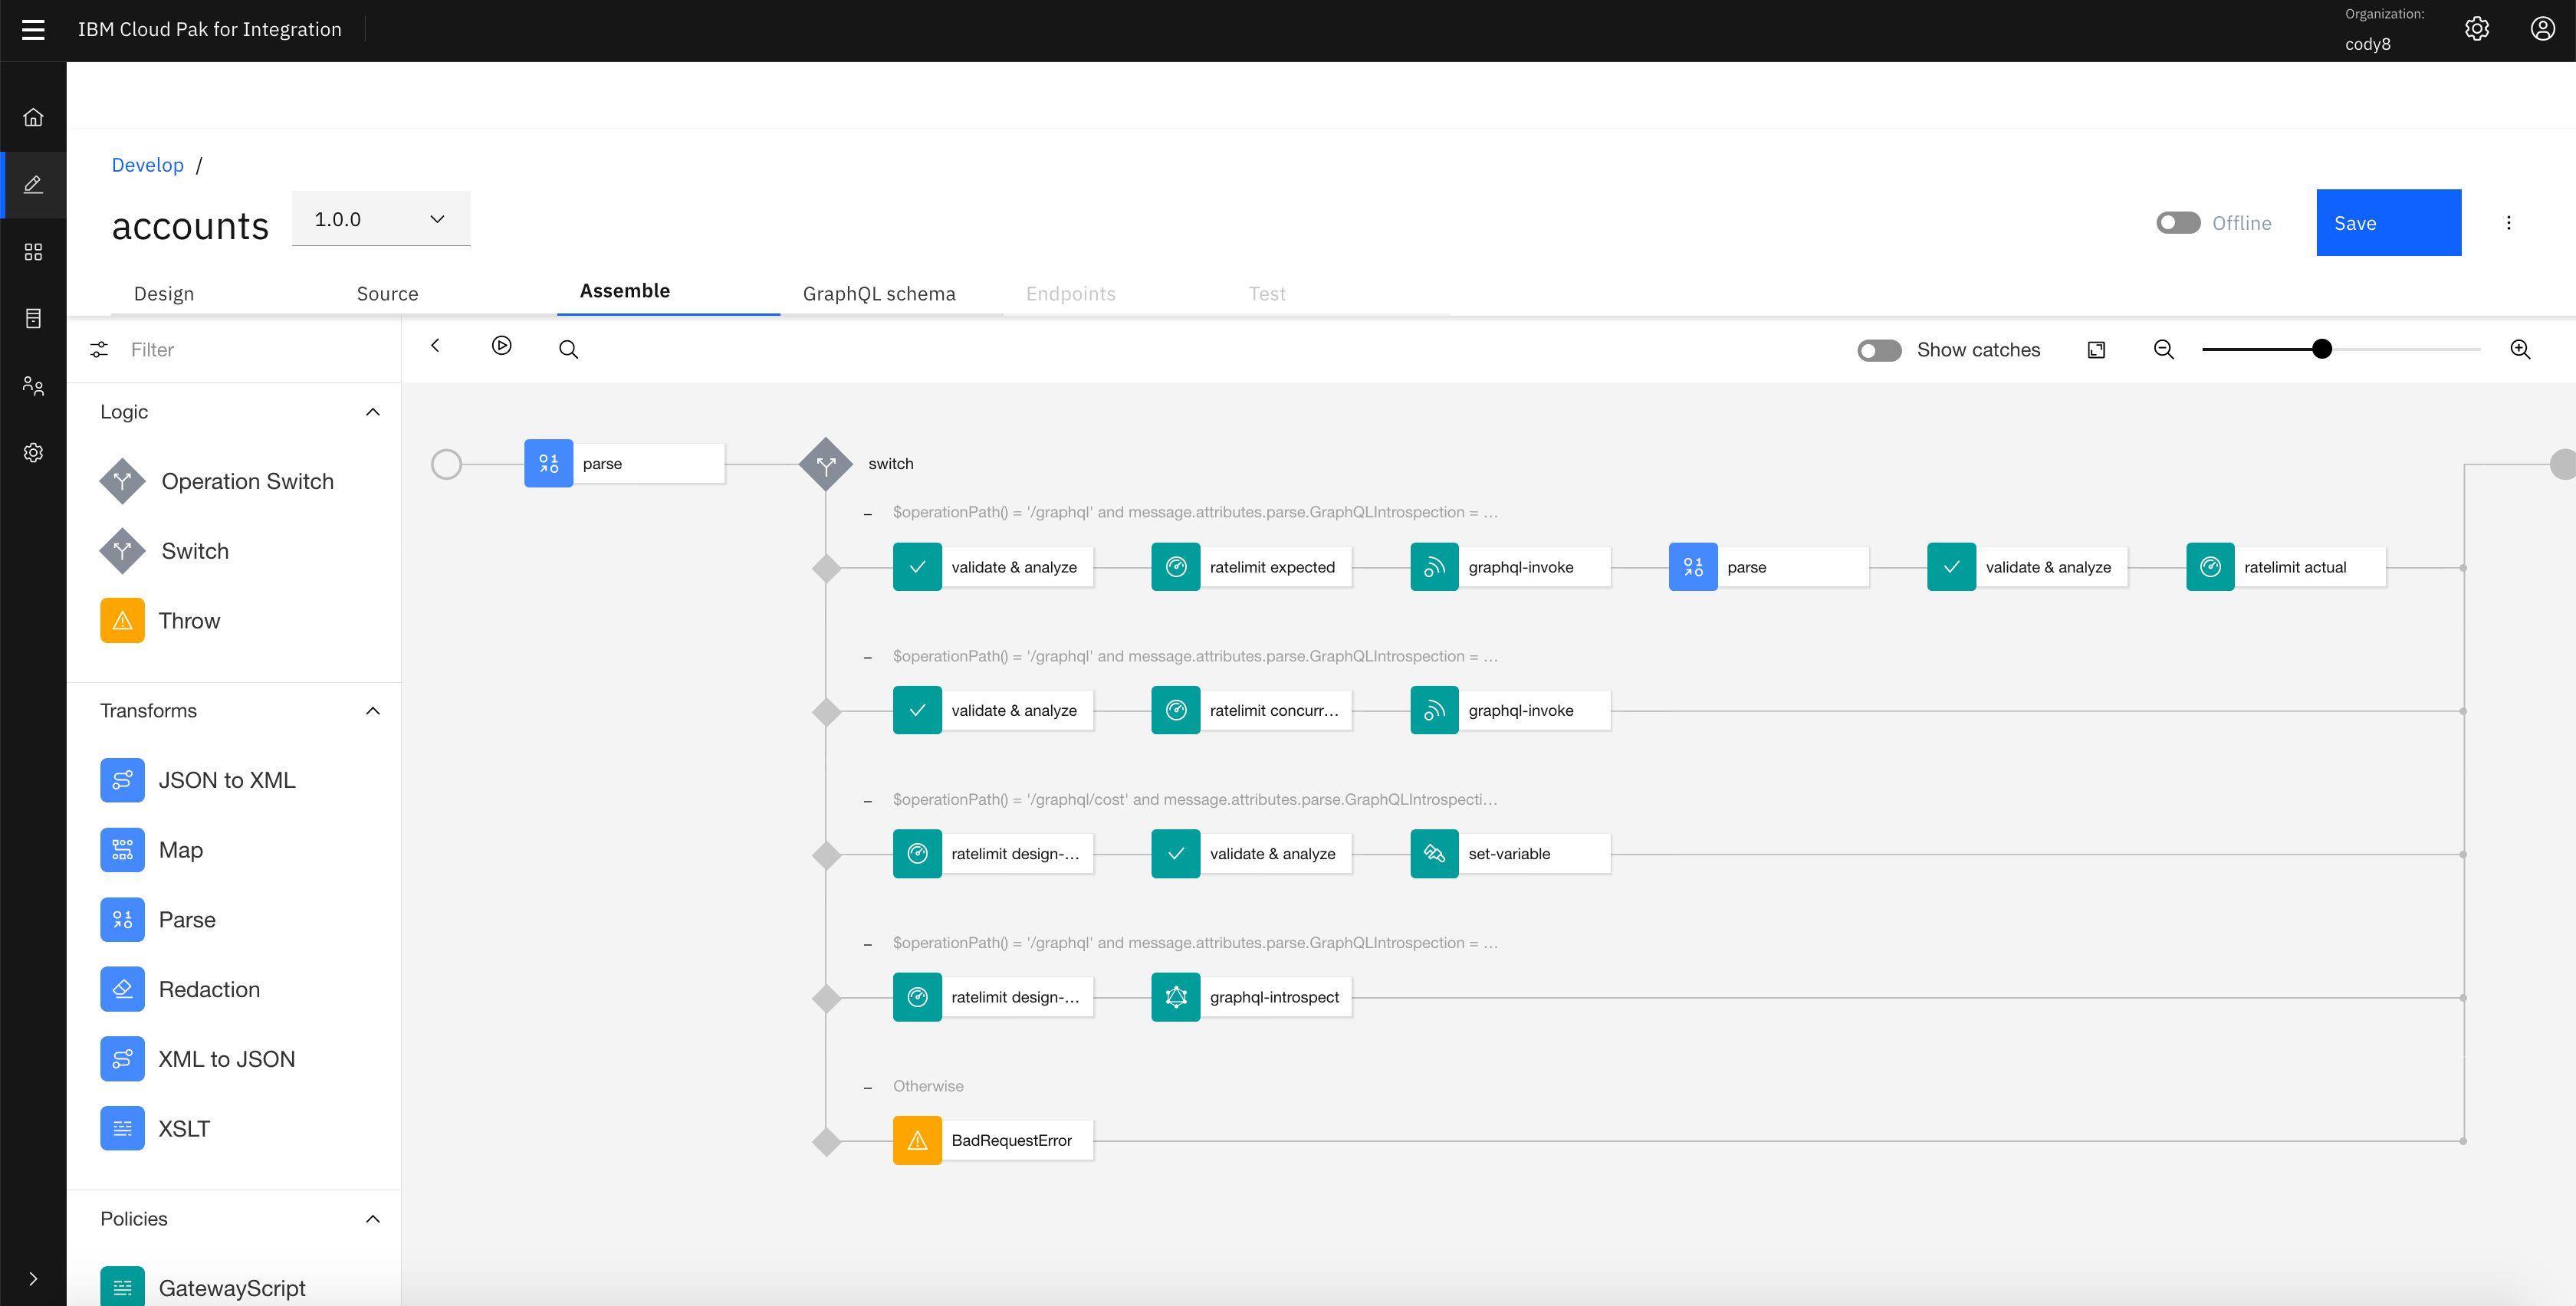 IBM Cloud Pak for Integration
Organization:
cody8
Develop /
accounts
1.0.0
Offline
Save
Design
Source
Assemble
GraphQL schema
Endpoints
Test
Filter
Show catches
Logic
Operation Switch
Switch
Throw
Transforms
JSON to XML
Map
Parse
Redaction
XML to JSON
XSLT
Policies
GatewayScript
parse
switch
$operationPath() = '/graphql' and message.attributes.parse.GraphQLIntrospection = ...
validate & analyze
ratelimit expected
graphql-invoke
parse
validate & analyze
ratelimit actual
$operationPath() = '/graphql' and message.attributes.parse.GraphQLIntrospection = ...
validate & analyze
ratelimit concurr...
graphql-invoke
$operationPath() = '/graphql/cost' and message.attributes.parse.GraphQLIntrospecti...
ratelimit design-...
validate & analyze
set-variable
$operationPath() = '/graphql' and message.attributes.parse.GraphQLIntrospection = ...
ratelimit design-...
graphql-introspect
Otherwise
BadRequestError